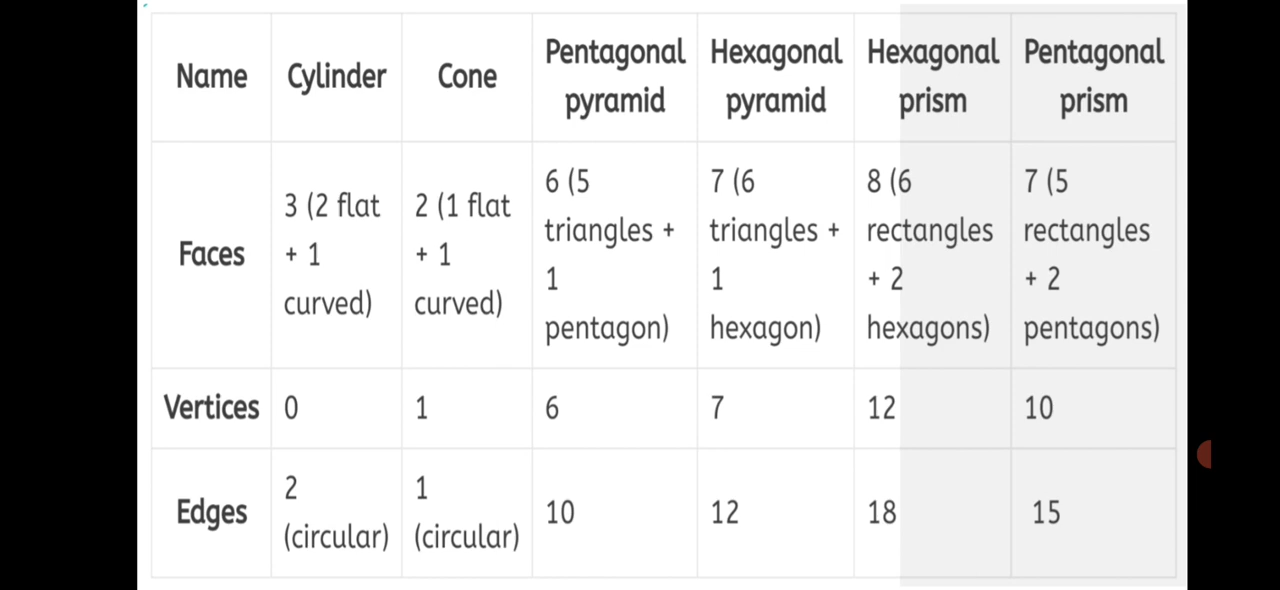 Name Cylinder Cone Pentagonal pyramid Hexagonal pyramid Hexagonal prism Pentagonal prism
Faces 3 (2 flat + 1 curved) 2 (1 flat + 1 curved) 6 (5 triangles + 1 pentagon) 7 (6 triangles + 1 hexagon) 8 (6 rectangles + 2 hexagons) 7 (5 rectangles + 2 pentagons)
Vertices 0 1 6 7 12 10
Edges 2 (circular) 1 (circular) 10 12 18 15